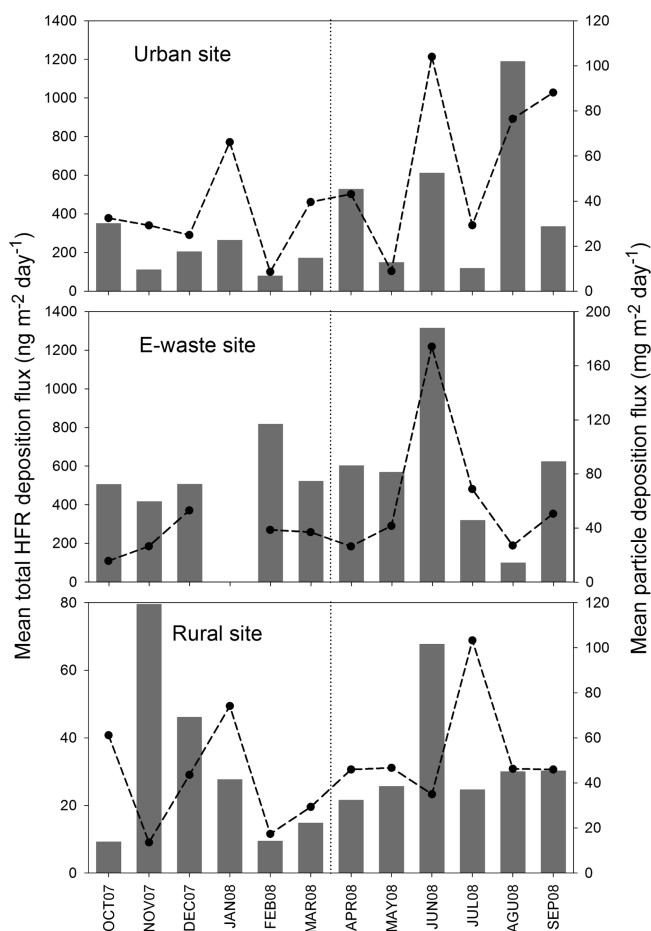 Mean total HFR deposition flux (ng m⁻² day⁻¹)
Mean particle deposition flux (mg m⁻² day⁻¹)
Urban site
1400
1200
1000
800
600
400
200
0
120
100
80
60
40
20
0
E-waste site
1400
1200
1000
800
600
400
200
0
200
160
120
80
40
0
Rural site
80
60
40
20
0
120
100
80
60
40
20
0
OCT07
NOV07
DEC07
JAN08
FEB08
MAR08
APR08
MAY08
JUN08
JUL08
AGU08
SEP08